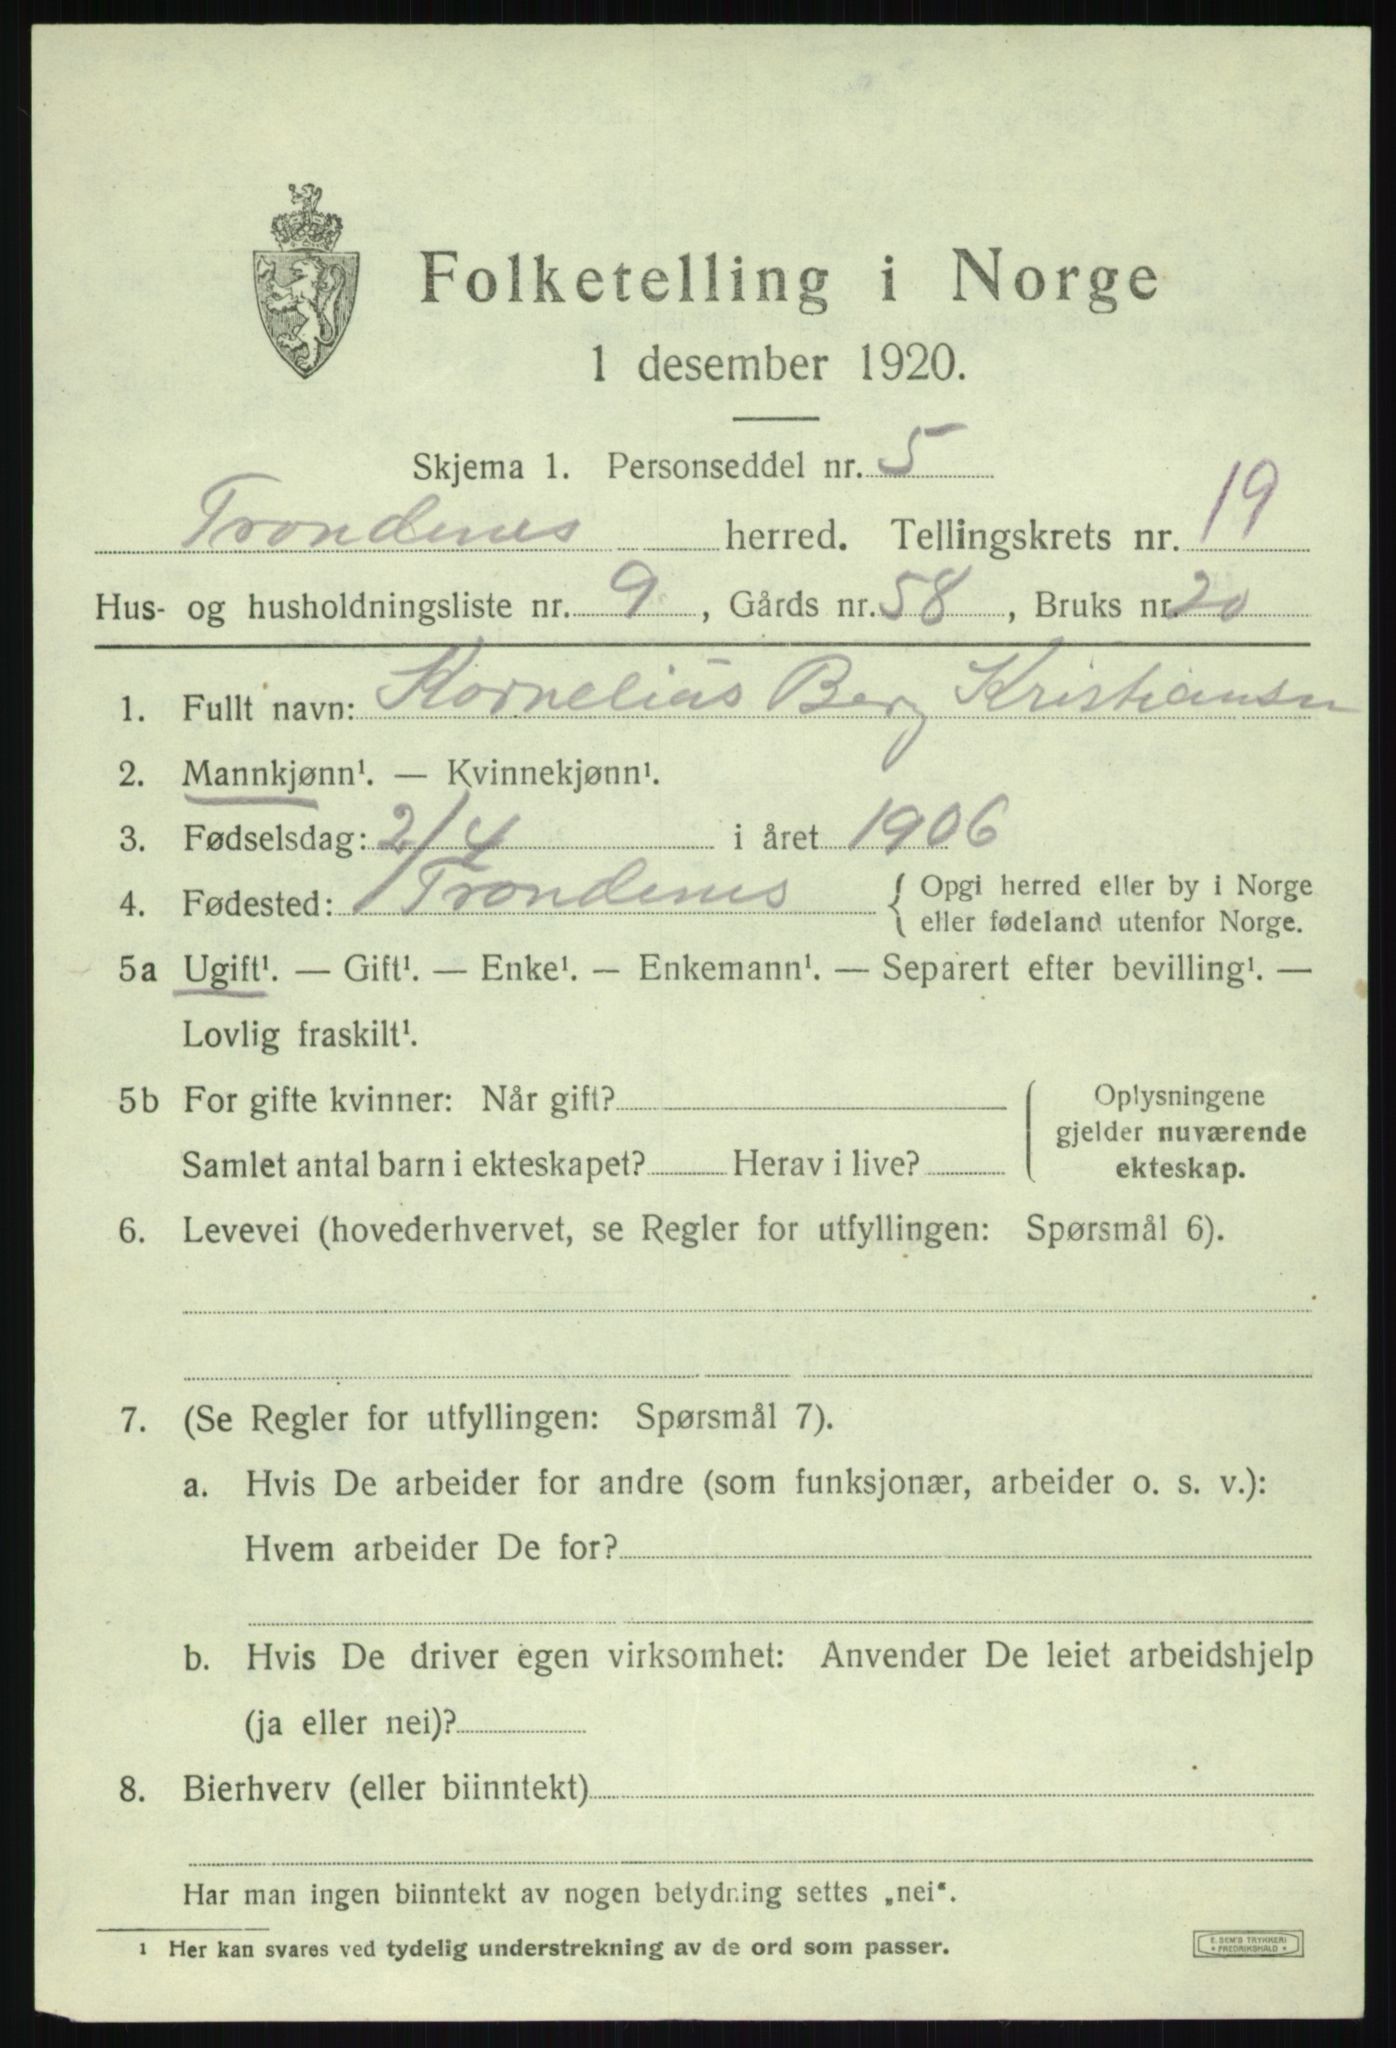 Folketelling i Norge
1 desember 1920.
Skjema 1. Personseddel nr. 5
Trondenes herred. Tellingskrets nr. 19
Hus- og husholdningsliste nr. 9, Gårds nr. 58, Bruks nr. 20
1. Fullt navn: Kornelius Berg Kristiansen
2. Mannkjønn¹. — Kvinnekjønn¹.
3. Fødselsdag: 2/4 i året 1906
4. Fødested: Trondenes { Opgi herred eller by i Norge
eller fødeland utenfor Norge.
5a Ugift¹. — Gift¹. — Enke¹. — Enkemann¹. — Separert efter bevilling¹. —
Lovlig fraskilt¹.
5b For gifte kvinner: Når gift?
Samlet antal barn i ekteskapet? Herav i live?
Oplysningene
gjelder nuværende
ekteskap.
6. Levevei (hovederhvervet, se Regler for utfyllingen: Spørsmål 6).
7. (Se Regler for utfyllingen: Spørsmål 7).
a. Hvis De arbeider for andre (som funksjonær, arbeider o. s. v.):
Hvem arbeider De for?
b. Hvis De driver egen virksomhet: Anvender De leiet arbeidshjelp
(ja eller nei)?
8. Bierhverv (eller biinntekt)
Har man ingen biinntekt av nogen betydning settes „nei".
¹ Her kan svares ved tydelig understrekning av de ord som passer.
E. SEM'S TRYKKERI
* FREDRIKSHALD *